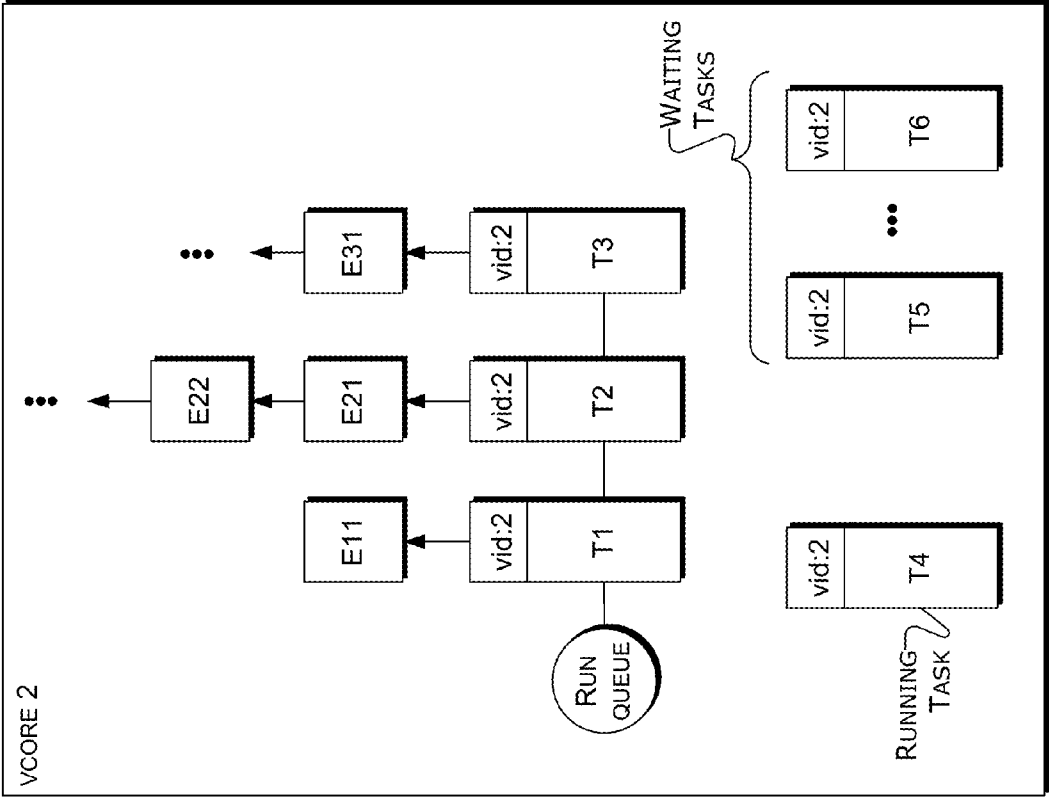 VCORE 2
RUN
QUEUE
vid:2
T1
E11
vid:2
T2
E21
E22
•••
vid:2
T3
E31
•••
RUNNING
TASK
vid:2
T4
WAITING
TASKS
vid:2
T5
•••
vid:2
T6